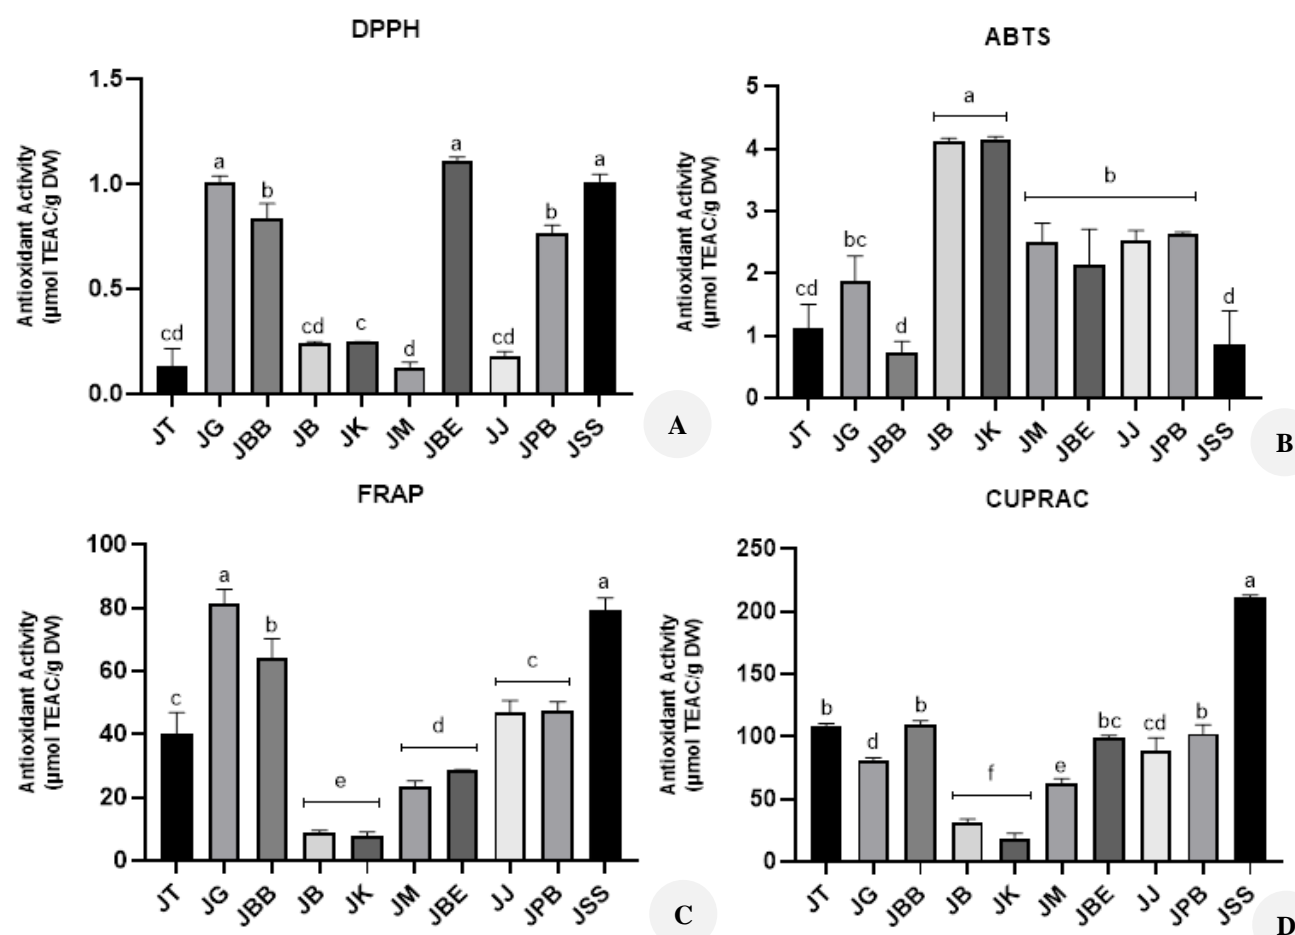 DPPH
Antioxidant Activity
(µmol TEAC/g DW)
1.5
1.0
0.5
0.0
cd
a
b
cd
c
d
a
cd
b
a
JT
JG
JBB
JB
JK
JM
JBE
JJ
JPB
JSS
A
ABTS
Antioxidant Activity
(µmol TEAC/g DW)
5
4
3
2
1
0
cd
bc
d
a
b
d
JT
JG
JBB
JB
JK
JM
JBE
JJ
JPB
JSS
B
FRAP
Antioxidant Activity
(µmol TEAC/g DW)
100
80
60
40
20
0
c
a
b
e
d
c
a
JT
JG
JBB
JB
JK
JM
JBE
JJ
JPB
JSS
C
CUPRAC
Antioxidant Activity
(µmol TEAC/g DW)
250
200
150
100
50
0
b
d
b
f
e
bc
cd
b
a
JT
JG
JBB
JB
JK
JM
JBE
JJ
JPB
JSS
D